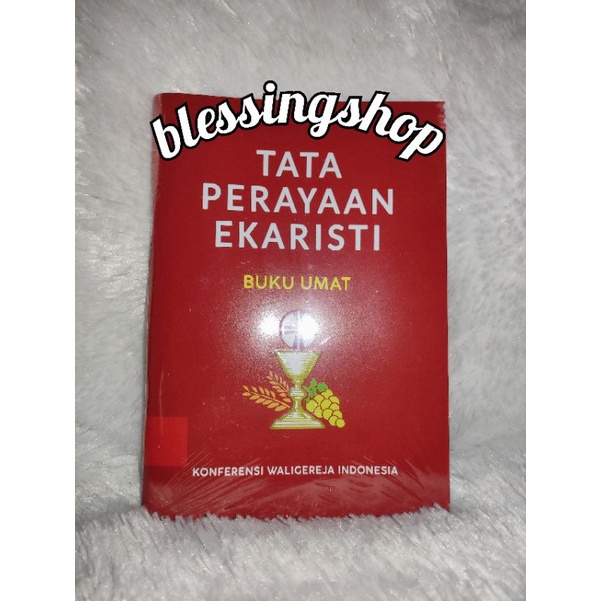 blessingshop
TATA
PERAYAAN
EKARISTI
BUKU UMAT
KONFERENSI WALIGEREJA INDONESIA